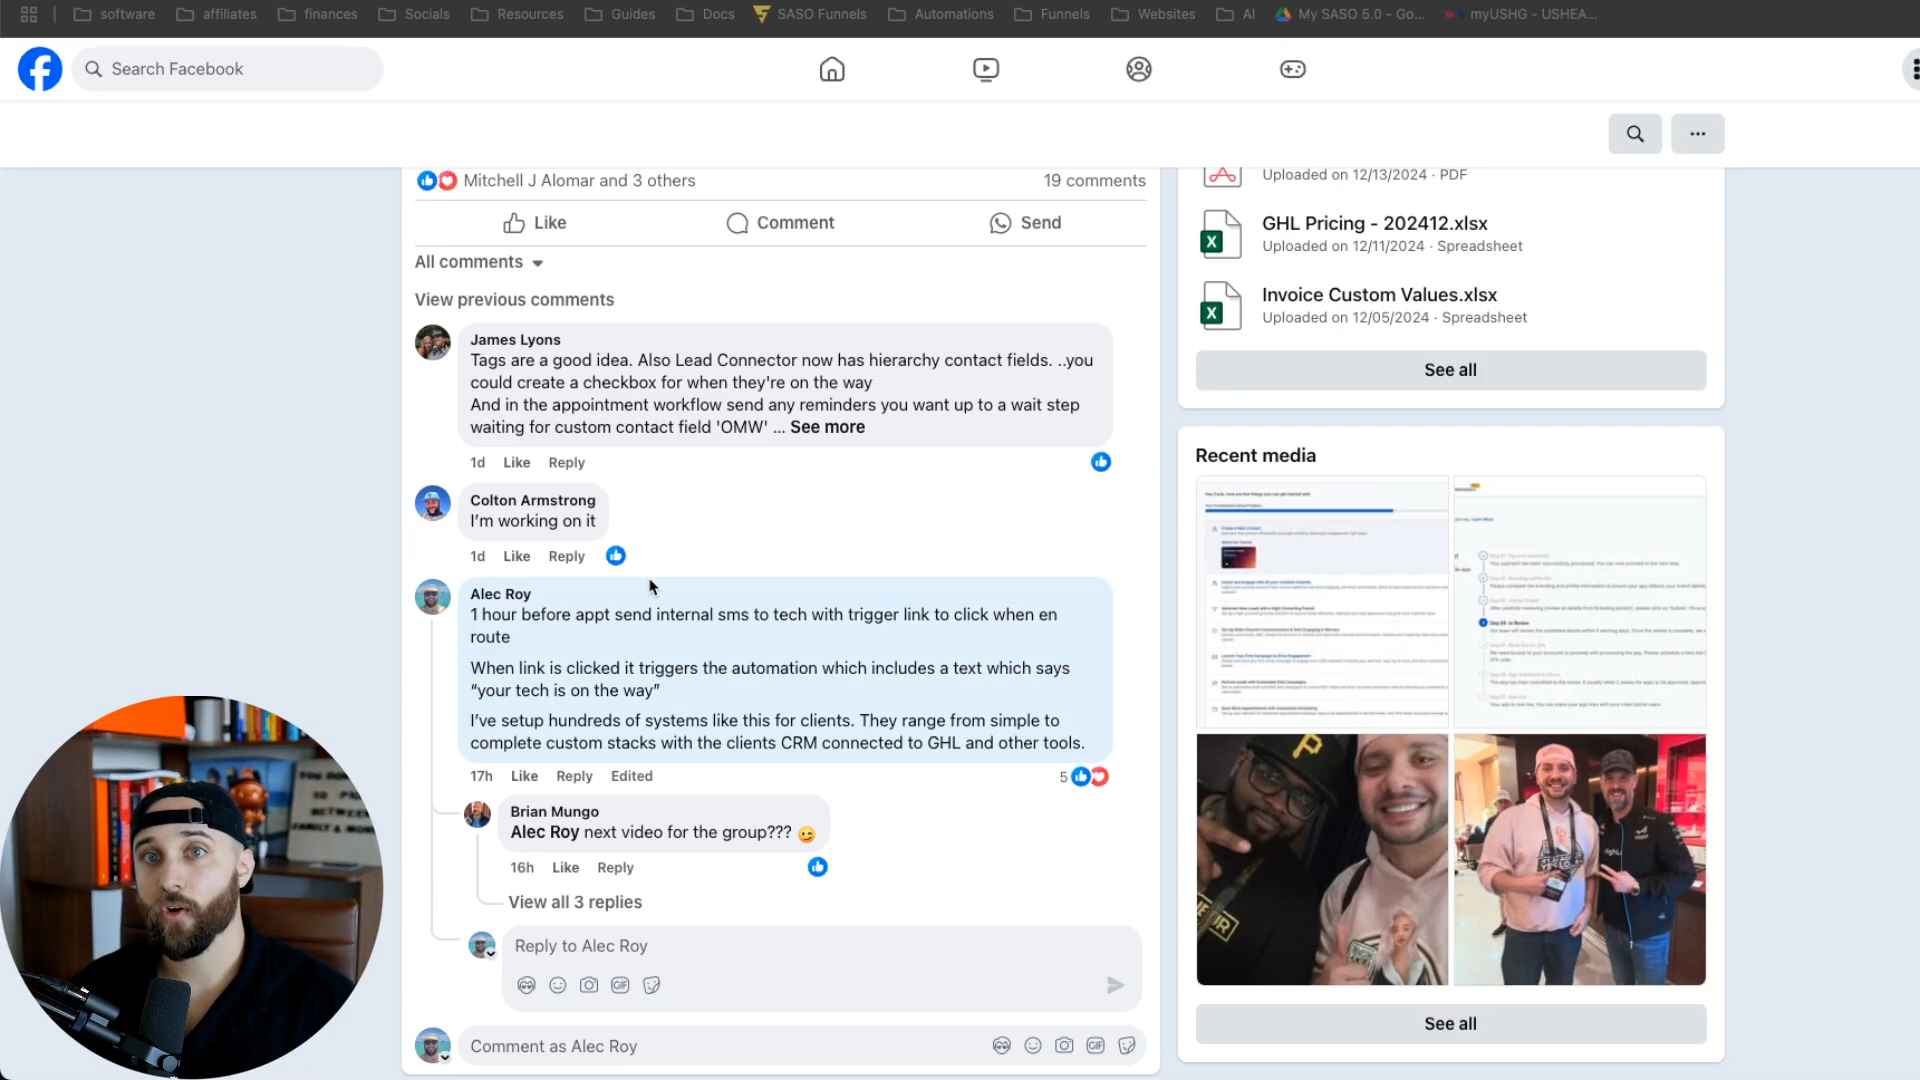 software
affiliates
finances
Socials
Resources
Guides
Docs
SASO Funnels
Automations
Funnels
Websites
AI
My SASO 5.0 - Go...
myUSHG - USHEA...
Search Facebook
Mitchell J Alomar and 3 others
19 comments
Like
Comment
Send
All comments
View previous comments
James Lyons
Tags are a good idea. Also Lead Connector now has hierarchy contact fields. ..you
could create a checkbox for when they're on the way
And in the appointment workflow send any reminders you want up to a wait step
waiting for custom contact field 'OMW' ... See more
1d Like Reply
Colton Armstrong
I'm working on it
1d Like Reply
Alec Roy
1 hour before appt send internal sms to tech with trigger link to click when en
route
When link is clicked it triggers the automation which includes a text which says
“your tech is on the way”
I've setup hundreds of systems like this for clients. They range from simple to
complete custom stacks with the clients CRM connected to GHL and other tools.
17h Like Reply Edited
5
Brian Mungo
Alec Roy next video for the group??? 😉
16h Like Reply
View all 3 replies
Reply to Alec Roy
GIF
Comment as Alec Roy
GIF
Uploaded on 12/13/2024 · PDF
GHL Pricing - 202412.xlsx
Uploaded on 12/11/2024 · Spreadsheet
Invoice Custom Values.xlsx
Uploaded on 12/05/2024 · Spreadsheet
See all
Recent media
See all